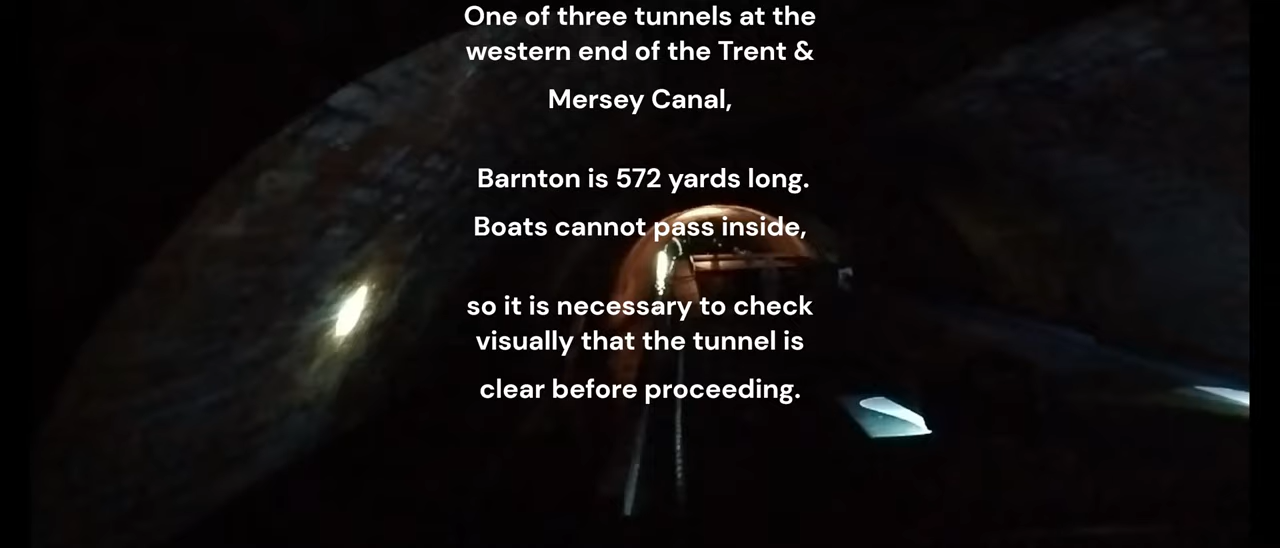 One of three tunnels at the
western end of the Trent &
Mersey Canal,
Barnton is 572 yards long.
Boats cannot pass inside,
so it is necessary to check
visually that the tunnel is
clear before proceeding.